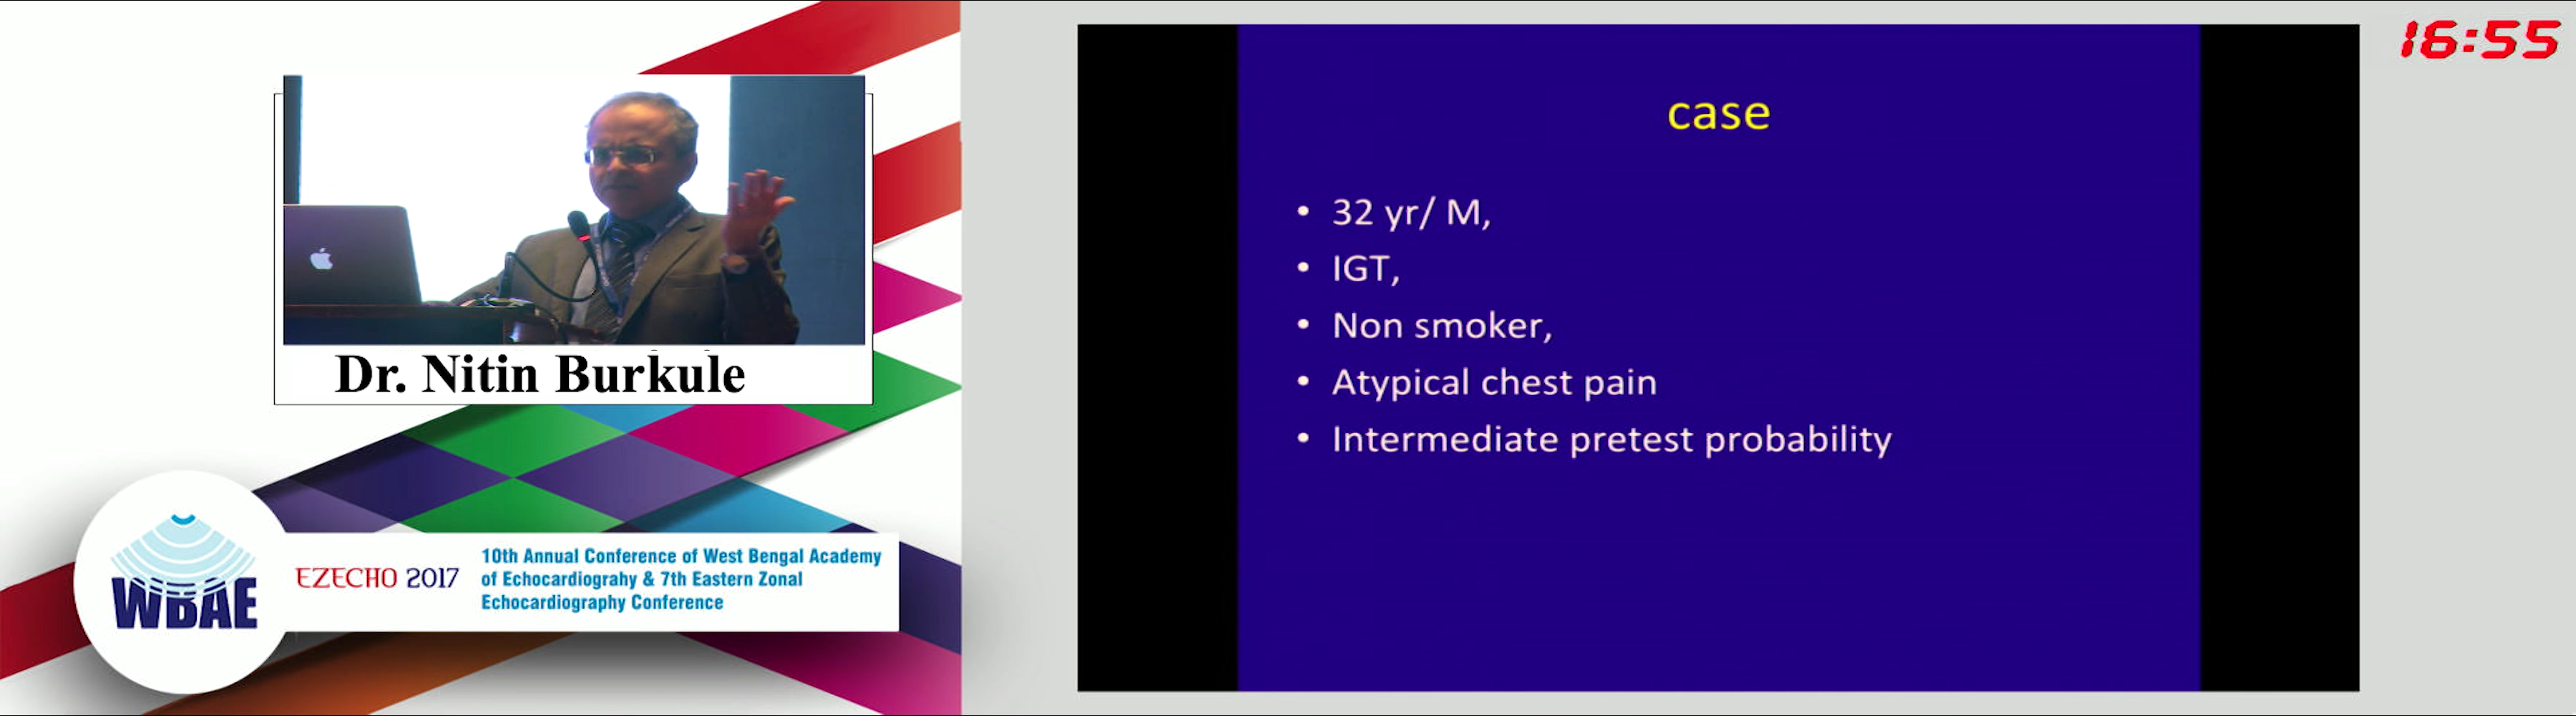 16:55
Dr. Nitin Burkule
WBAE
EZECHO 2017
10th Annual Conference of West Bengal Academy
of Echocardiograhy & 7th Eastern Zonal
Echocardiography Conference
case
• 32 yr/ M,
• IGT,
• Non smoker,
• Atypical chest pain
• Intermediate pretest probability